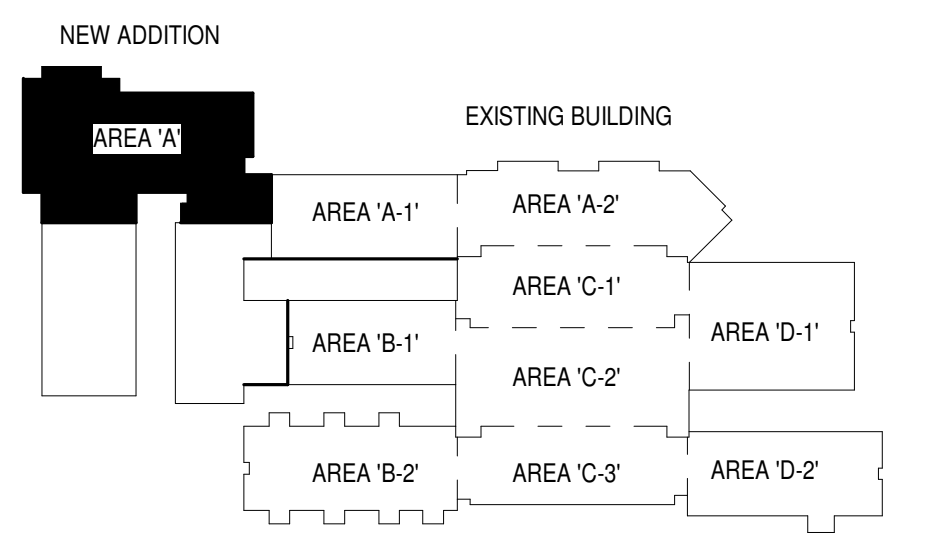 NEW ADDITION
EXISTING BUILDING
AREA 'A'
AREA 'A-1'
AREA 'A-2'
AREA 'C-1'
AREA 'B-1'
AREA 'D-1'
AREA 'C-2'
AREA 'B-2'
AREA 'C-3'
AREA 'D-2'